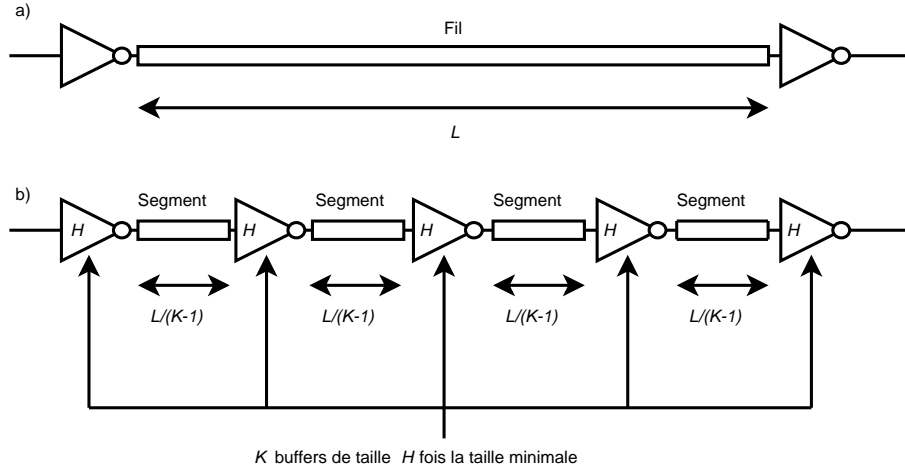 a)
Fil
L
b)
Segment Segment Segment Segment
H H H H H
L/(K-1) L/(K-1) L/(K-1) L/(K-1)
K buffers de taille H fois la taille minimale